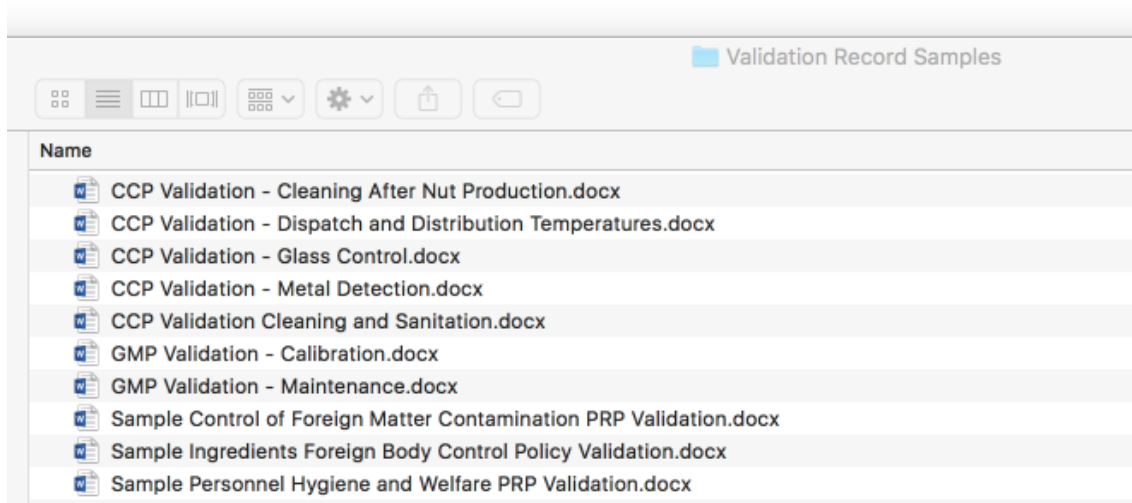 Validation Record Samples
Name
CCP Validation - Cleaning After Nut Production.docx
CCP Validation - Dispatch and Distribution Temperatures.docx
CCP Validation - Glass Control.docx
CCP Validation - Metal Detection.docx
CCP Validation Cleaning and Sanitation.docx
GMP Validation - Calibration.docx
GMP Validation - Maintenance.docx
Sample Control of Foreign Matter Contamination PRP Validation.docx
Sample Ingredients Foreign Body Control Policy Validation.docx
Sample Personnel Hygiene and Welfare PRP Validation.docx